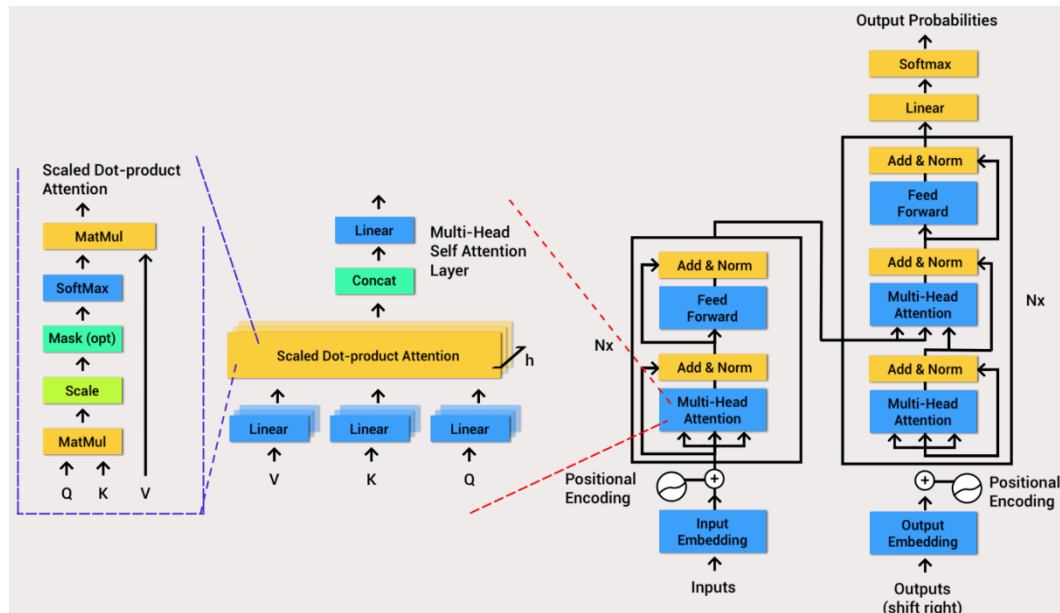 Scaled Dot-product
Attention
MatMul
SoftMax
Mask (opt)
Scale
MatMul
Q
K
V
Linear
Multi-Head
Self Attention
Layer
Concat
Scaled Dot-product Attention
h
Linear
Linear
Linear
V
K
Q
Add & Norm
Feed
Forward
Nx
Add & Norm
Multi-Head
Attention
Positional
Encoding
+
Input
Embedding
Inputs
Output Probabilities
Softmax
Linear
Add & Norm
Feed
Forward
Add & Norm
Multi-Head
Attention
Nx
Add & Norm
Multi-Head
Attention
+
Positional
Encoding
Output
Embedding
Outputs
(shift right)